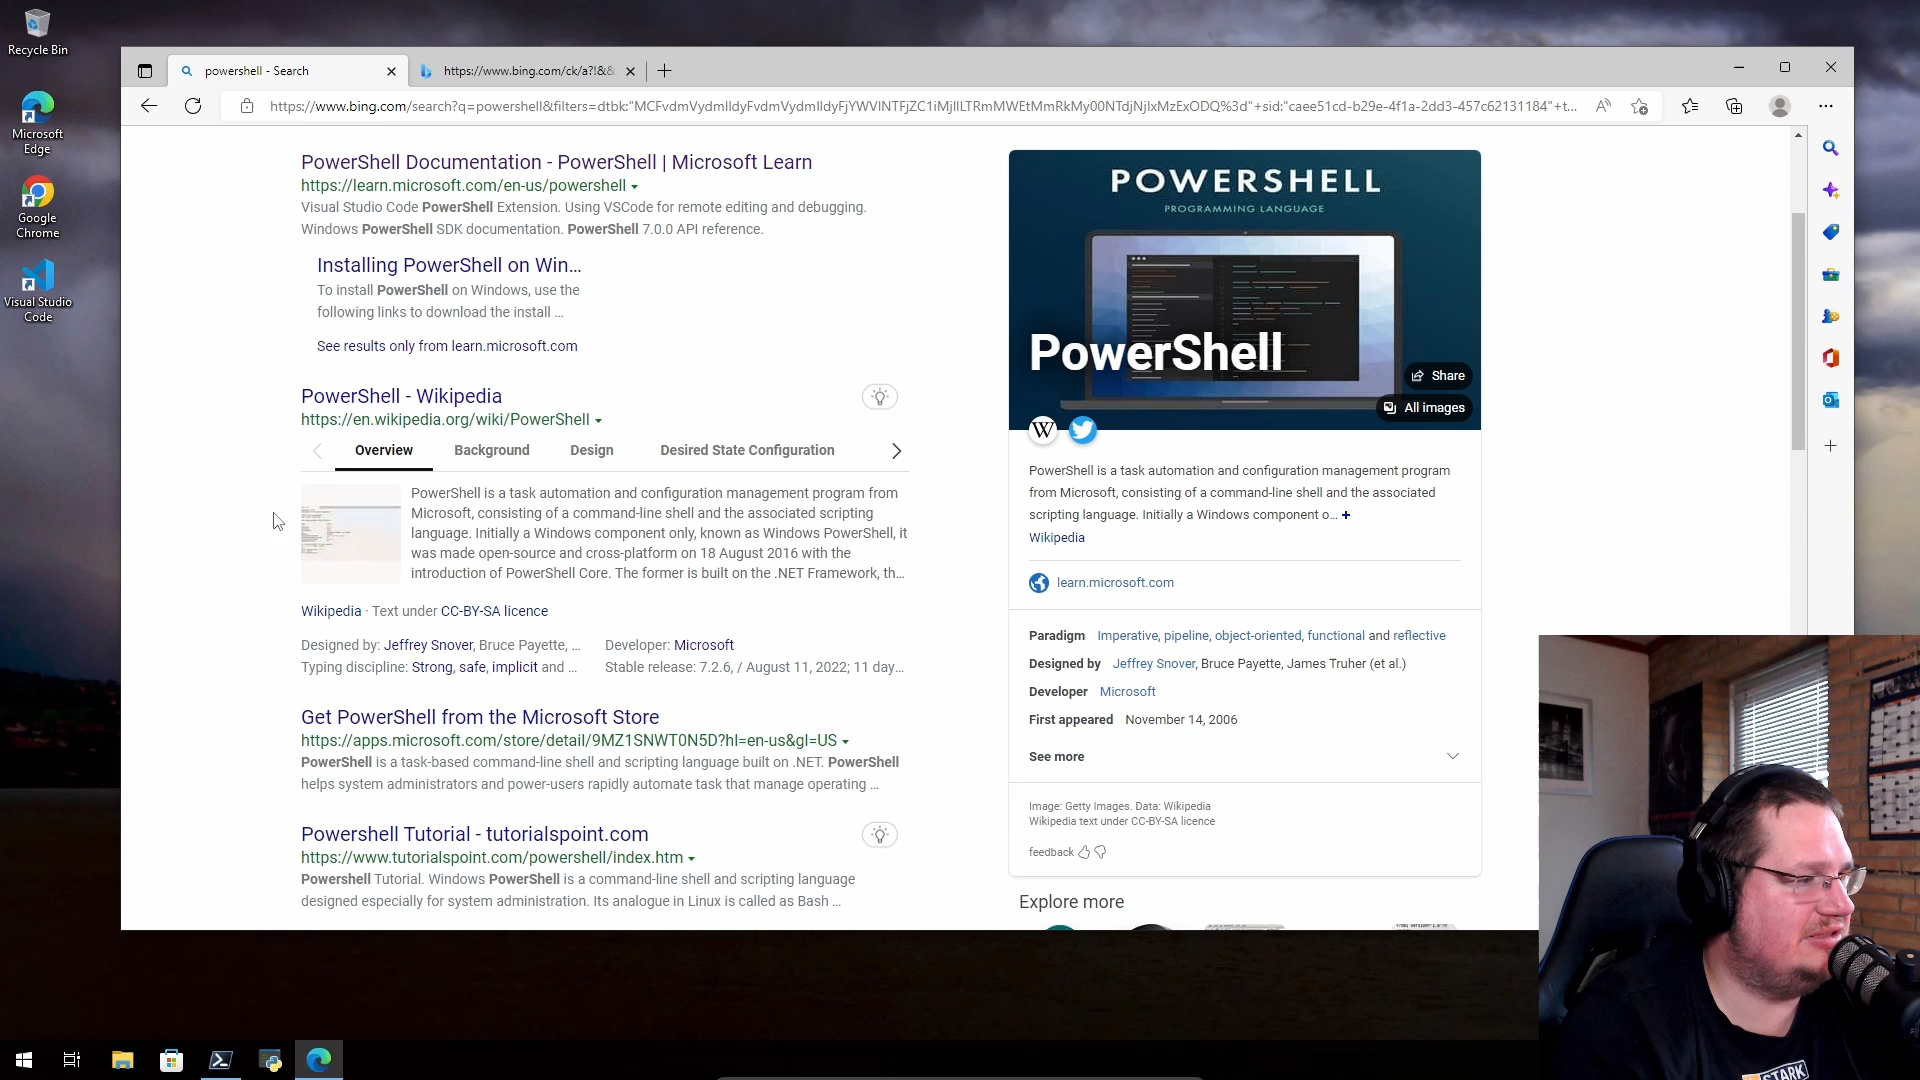 Recycle Bin
Microsoft
Edge
Google
Chrome
Visual Studio
Code
powershell - Search
https://www.bing.com/ck/a?!&&
https://www.bing.com/search?q=powershell&filters=dtbk:"MCFvdmVydmlldyFvdmVydmlldyFjYWVlNTFjZC1iMjllLTRmMWEtMmRkMy00NTdjNjIxMzExODQ%3d"+sid:"caee51cd-b29e-4f1a-2dd3-457c62131184"+t...
PowerShell Documentation - PowerShell | Microsoft Learn
https://learn.microsoft.com/en-us/powershell
Visual Studio Code PowerShell Extension. Using VSCode for remote editing and debugging.
Windows PowerShell SDK documentation. PowerShell 7.0.0 API reference.
Installing PowerShell on Win...
To install PowerShell on Windows, use the
following links to download the install ...
See results only from learn.microsoft.com
PowerShell - Wikipedia
https://en.wikipedia.org/wiki/PowerShell
Overview
Background
Design
Desired State Configuration
PowerShell is a task automation and configuration management program from
Microsoft, consisting of a command-line shell and the associated scripting
language. Initially a Windows component only, known as Windows PowerShell, it
was made open-source and cross-platform on 18 August 2016 with the
introduction of PowerShell Core. The former is built on the .NET Framework, th...
Wikipedia · Text under CC-BY-SA licence
Designed by: Jeffrey Snover, Bruce Payette, ...
Developer: Microsoft
Typing discipline: Strong, safe, implicit and ...
Stable release: 7.2.6, / August 11, 2022; 11 day...
Get PowerShell from the Microsoft Store
https://apps.microsoft.com/store/detail/9MZ1SNWT0N5D?hl=en-us&gl=US
PowerShell is a task-based command-line shell and scripting language built on .NET. PowerShell
helps system administrators and power-users rapidly automate task that manage operating ...
Powershell Tutorial - tutorialspoint.com
https://www.tutorialspoint.com/powershell/index.htm
Powershell Tutorial. Windows PowerShell is a command-line shell and scripting language
designed especially for system administration. Its analogue in Linux is called as Bash ...
POWERSHELL
PROGRAMMING LANGUAGE
PowerShell
Share
All images
W
PowerShell is a task automation and configuration management program
from Microsoft, consisting of a command-line shell and the associated
scripting language. Initially a Windows component o... +
Wikipedia
learn.microsoft.com
Paradigm Imperative, pipeline, object-oriented, functional and reflective
Designed by Jeffrey Snover, Bruce Payette, James Truher (et al.)
Developer Microsoft
First appeared November 14, 2006
See more
Image: Getty Images. Data: Wikipedia
Wikipedia text under CC-BY-SA licence
feedback
Explore more
STARK